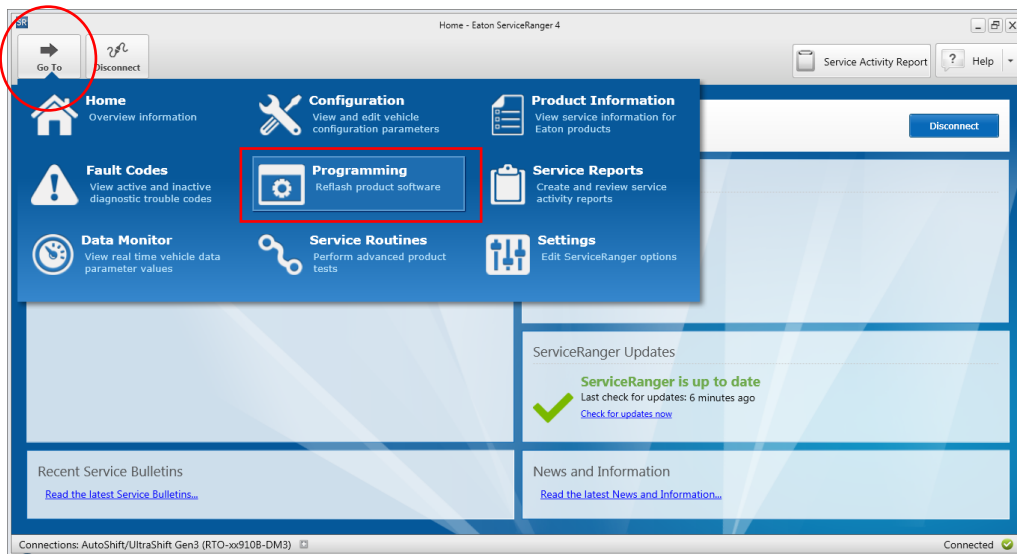 SR
Home - Eaton ServiceRanger 4
Go To
Disconnect
Service Activity Report
? Help
Home
Overview information
Configuration
View and edit vehicle
configuration parameters
Product Information
View service information for
Eaton products
Disconnect
Fault Codes
View active and inactive
diagnostic trouble codes
Programming
Reflash product software
Service Reports
Create and review service
activity reports
Data Monitor
View real time vehicle data
parameter values
Service Routines
Perform advanced product
tests
Settings
Edit ServiceRanger options
ServiceRanger Updates
ServiceRanger is up to date
Last check for updates: 6 minutes ago
Check for updates now
Recent Service Bulletins
Read the latest Service Bulletins...
News and Information
Read the latest News and Information...
Connections: AutoShift/UltraShift Gen3 (RTO-xx910B-DM3)
Connected